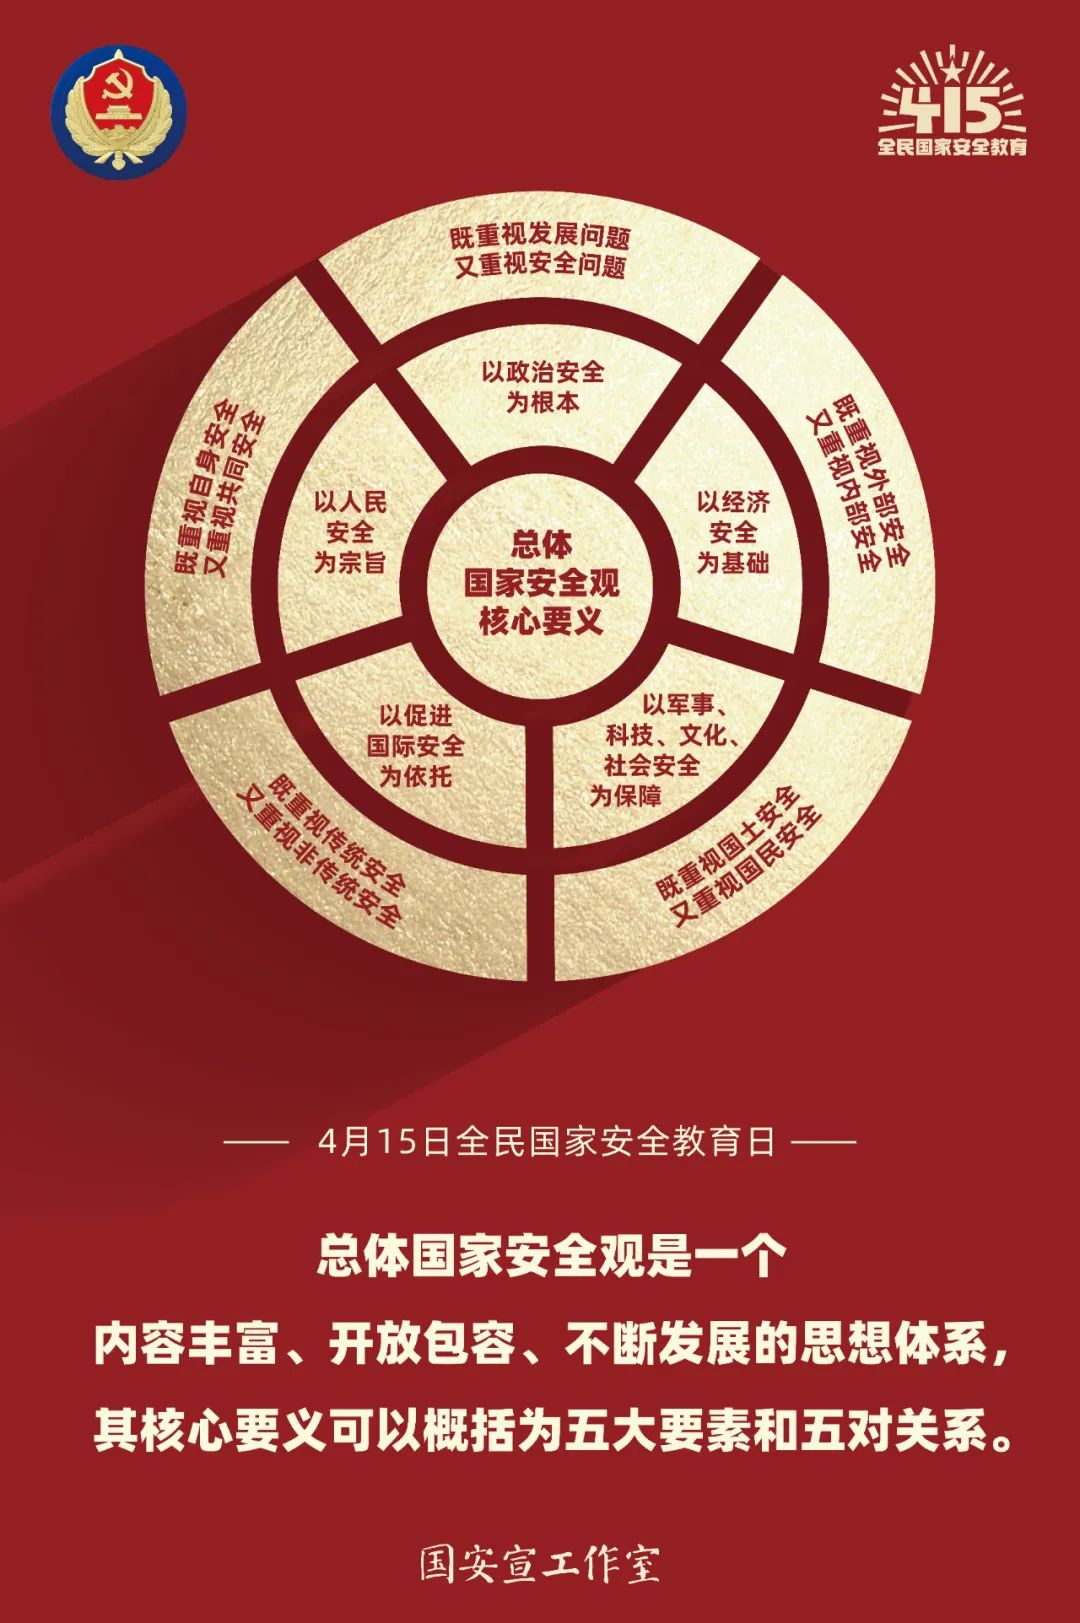 415
全民国家安全教育
既重视发展问题
又重视安全问题
以政治安全
为根本
既重视自身安全
又重视共同安全
既重视外部安全
又重视内部安全
以人民
安全
为宗旨
以经济
安全
为基础
总体
国家安全观
核心要义
以促进
国际安全
为依托
以军事、
科技、文化、
社会安全
为保障
既重视传统安全
又重视非传统安全
既重视国土安全
又重视国民安全
4月15日全民国家安全教育日
总体国家安全观是一个
内容丰富、开放包容、不断发展的思想体系，
其核心要义可以概括为五大要素和五对关系。
国安宣工作室